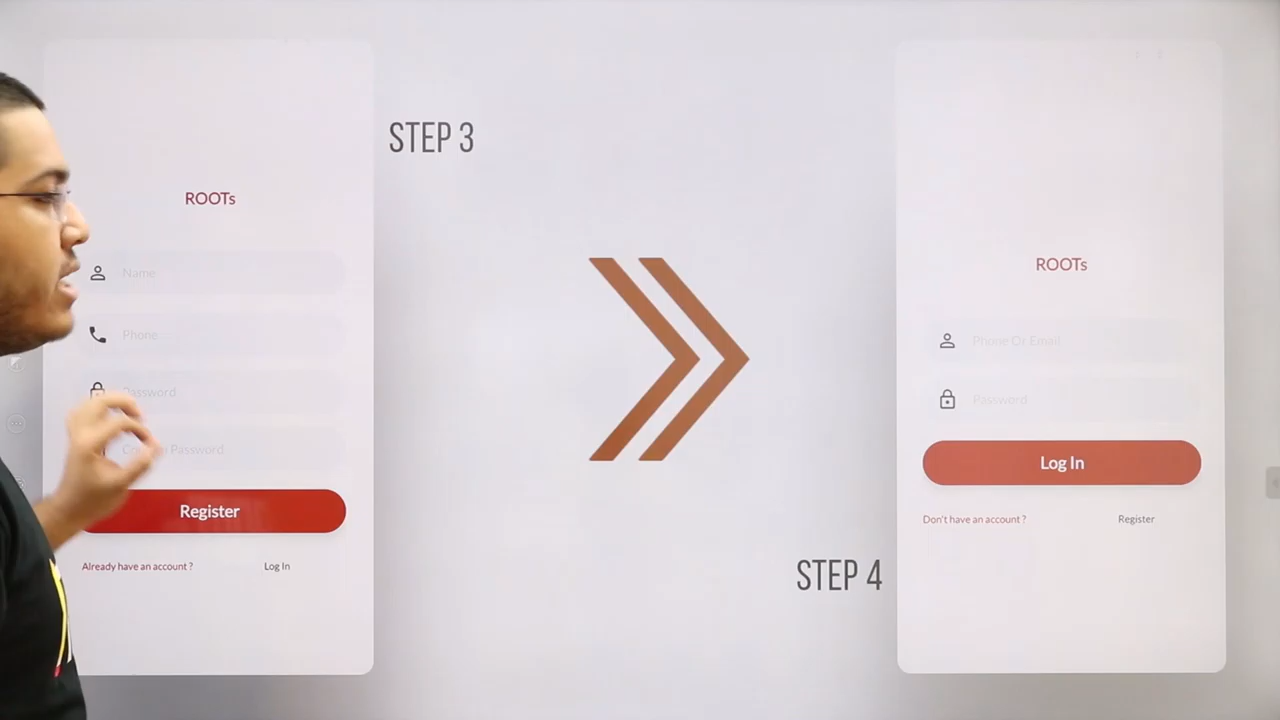 STEP 3
ROOTs
Name
Phone
Password
Password
Register
Already have an account ?
Log In
ROOTs
Phone Or Email
Password
Log In
Don't have an account ?
Register
STEP 4